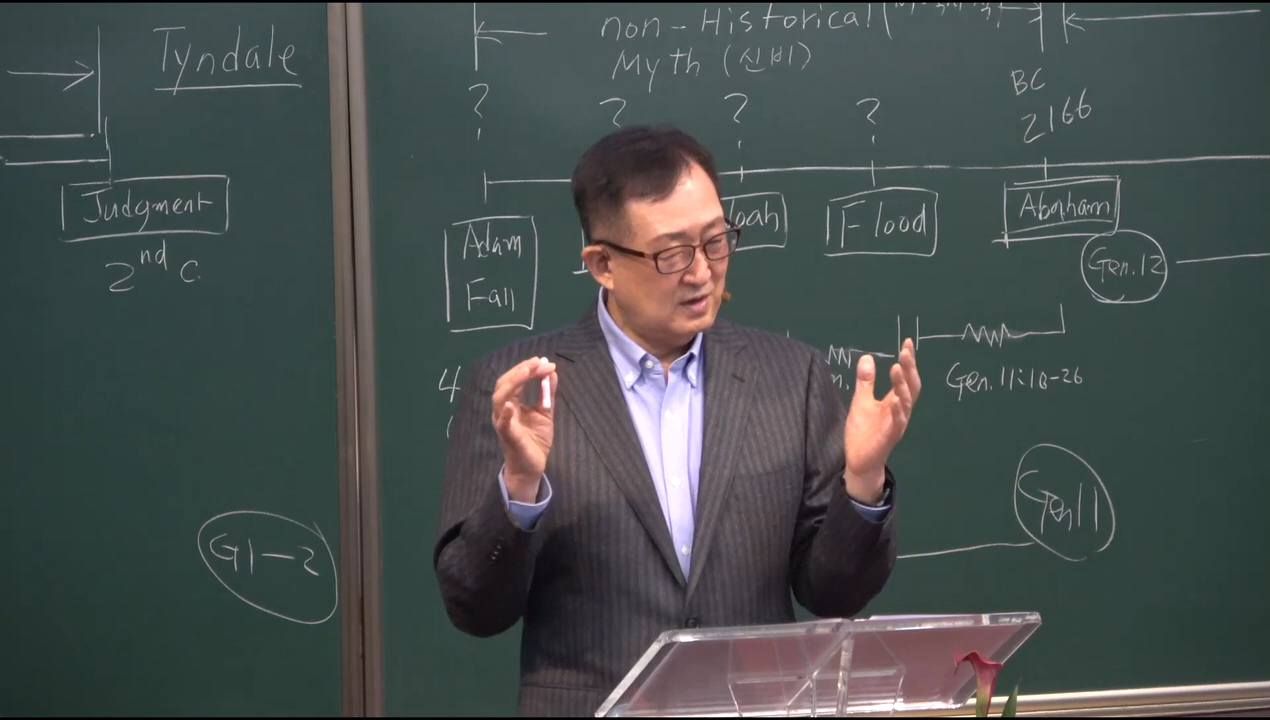 Tyndale
Judgment
2nd C.
G1-2
non-Historical
Myth (신비)
? ? ? ?
BC
2166
Adam
Fall
Flood
Abraham
Gen.12
4
Gen.11:10-26
Gen 11